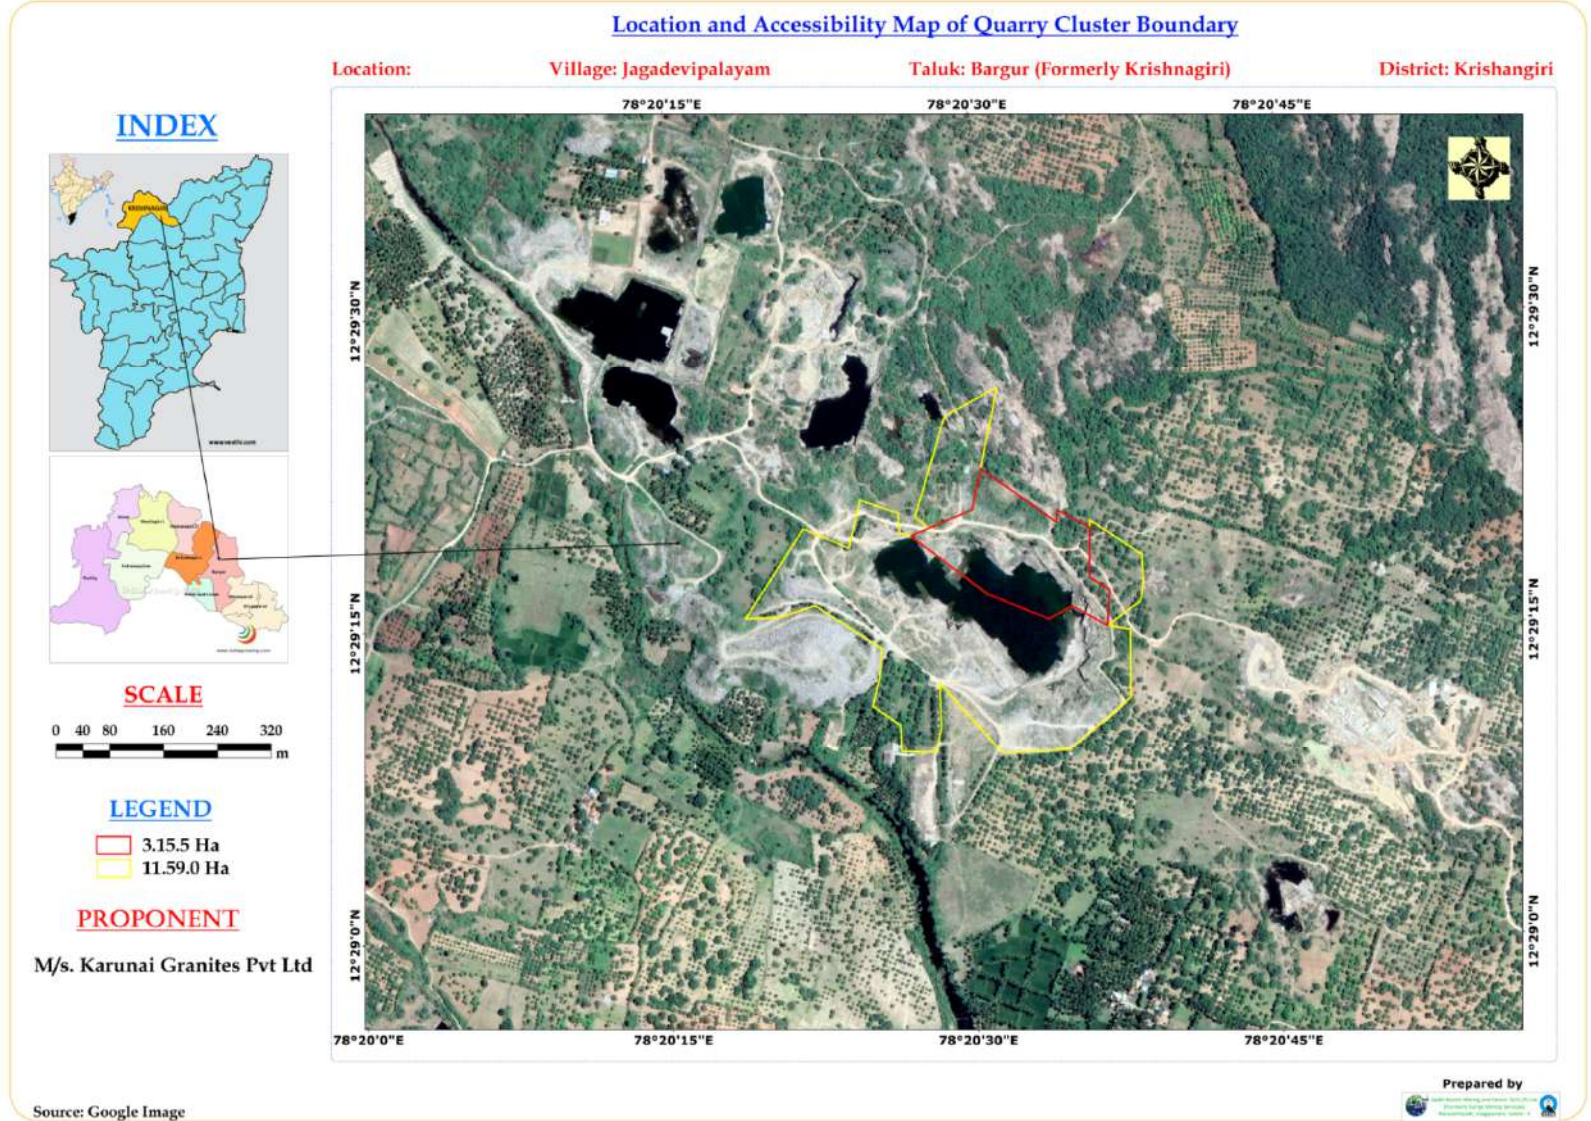 Location and Accessibility Map of Quarry Cluster Boundary
Location: Village: Jagadevipalayam Taluk: Bargur (Formerly Krishnagiri) District: Krishangiri
78°20'15"E 78°20'30"E 78°20'45"E
INDEX
KRISHNAGIRI
www.veethi.com
12°29'30"N 12°29'30"N
12°29'15"N 12°29'15"N
SCALE
0 40 80 160 240 320
m
LEGEND
3.15.5 Ha
11.59.0 Ha
PROPONENT
M/s. Karunai Granites Pvt Ltd
12°29'0"N 12°29'0"N
78°20'0"E 78°20'15"E 78°20'30"E 78°20'45"E
Prepared by
Source: Google Image